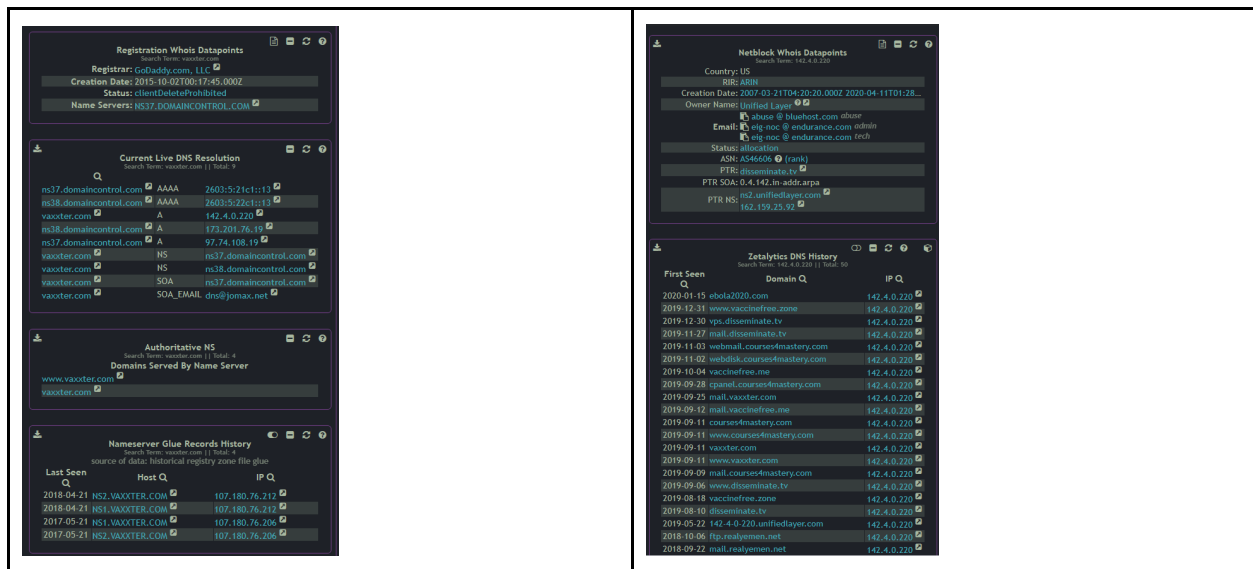 Registration Whois Datapoints
Search Term: vaxxter.com
Registrar: GoDaddy.com, LLC
Creation Date: 2015-10-02T00:17:45.000Z
Status: clientDeleteProhibited
Name Servers: NS37.DOMAINCONTROL.COM
Current Live DNS Resolution
Search Term: vaxxter.com || Total: 9
ns37.domaincontrol.com AAAA 2603:5:21c1::13
ns38.domaincontrol.com AAAA 2603:5:22c1::13
vaxxter.com A 142.4.0.220
ns38.domaincontrol.com A 173.201.76.19
ns37.domaincontrol.com A 97.74.108.19
vaxxter.com NS ns37.domaincontrol.com
vaxxter.com NS ns38.domaincontrol.com
vaxxter.com SOA ns37.domaincontrol.com
vaxxter.com SOA_EMAIL dns@jomax.net
Authoritative NS
Search Term: vaxxter.com || Total: 4
Domains Served By Name Server
www.vaxxter.com
vaxxter.com
Nameserver Glue Records History
Search Term: vaxxter.com || Total: 4
source of data: historical registry zone file glue
Last Seen Host IP
2018-04-21 NS2.VAXXTER.COM 107.180.76.212
2018-04-21 NS1.VAXXTER.COM 107.180.76.212
2017-05-21 NS1.VAXXTER.COM 107.180.76.206
2017-05-21 NS2.VAXXTER.COM 107.180.76.206
Netblock Whois Datapoints
Search Term: 142.4.0.220
Country: US
RIR: ARIN
Creation Date: 2007-03-21T04:20:20.000Z 2020-04-11T01:28...
Owner Name: Unified Layer
abuse @ bluehost.com abuse
Email: eig-noc @ endurance.com admin
eig-noc @ endurance.com tech
Status: allocation
ASN: AS46606 (rank)
PTR: disseminate.tv
PTR SOA: 0.4.142.in-addr.arpa
PTR NS: ns2.unifiedlayer.com
162.159.25.92
Zetalytics DNS History
Search Term: 142.4.0.220 || Total: 50
First Seen Domain IP
2020-01-15 ebola2020.com 142.4.0.220
2019-12-31 www.vaccinefree.zone 142.4.0.220
2019-12-30 vps.disseminate.tv 142.4.0.220
2019-11-27 mail.disseminate.tv 142.4.0.220
2019-11-03 webmail.courses4mastery.com 142.4.0.220
2019-11-02 webdisk.courses4mastery.com 142.4.0.220
2019-10-04 vaccinefree.me 142.4.0.220
2019-09-28 cpanel.courses4mastery.com 142.4.0.220
2019-09-25 mail.vaxxter.com 142.4.0.220
2019-09-12 mail.vaccinefree.me 142.4.0.220
2019-09-11 courses4mastery.com 142.4.0.220
2019-09-11 www.courses4mastery.com 142.4.0.220
2019-09-11 vaxxter.com 142.4.0.220
2019-09-11 www.vaxxter.com 142.4.0.220
2019-09-09 mail.courses4mastery.com 142.4.0.220
2019-09-06 www.disseminate.tv 142.4.0.220
2019-08-18 vaccinefree.zone 142.4.0.220
2019-08-10 disseminate.tv 142.4.0.220
2019-05-22 142-4-0-220.unifiedlayer.com 142.4.0.220
2018-10-06 ftp.realyemen.net 142.4.0.220
2018-09-22 mail.realyemen.net 142.4.0.220